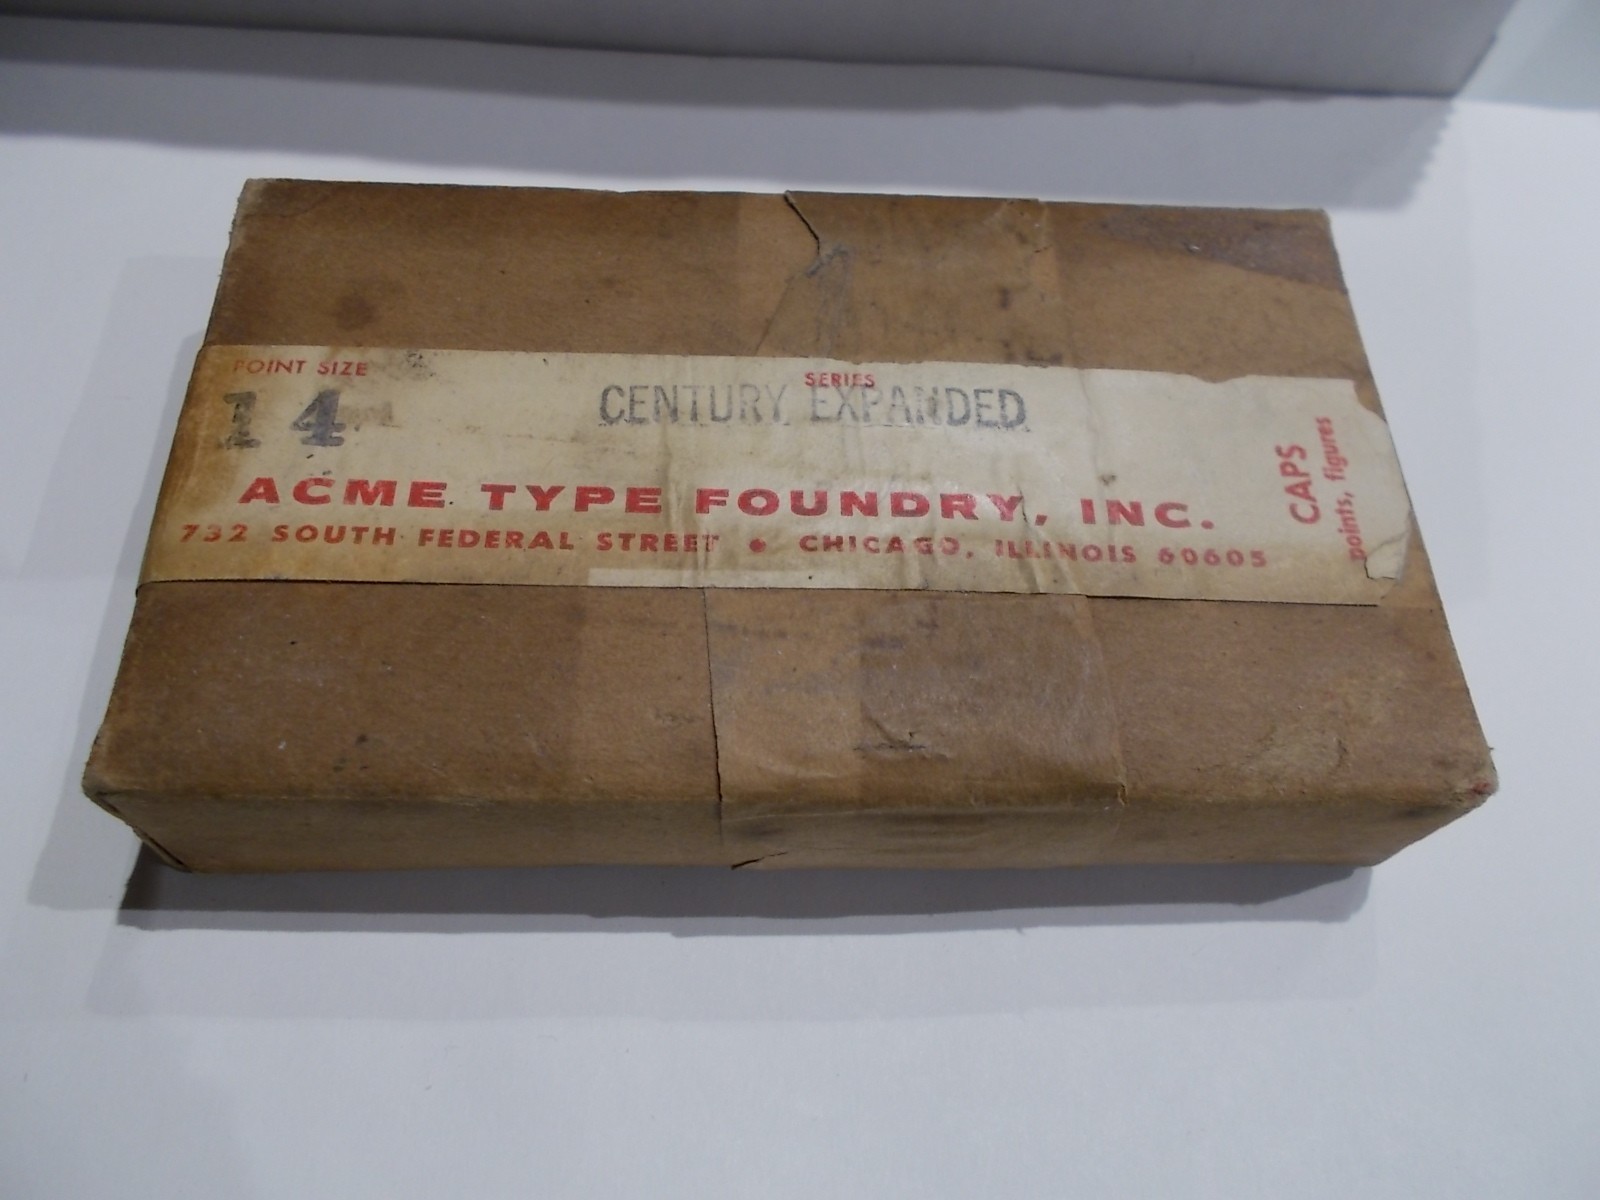 POINT SIZE
SERIES
14
CENTURY EXPANDED
ACME TYPE FOUNDRY, INC.
732 SOUTH FEDERAL STREET • CHICAGO, ILLINOIS 60605
CAPS
points, figures